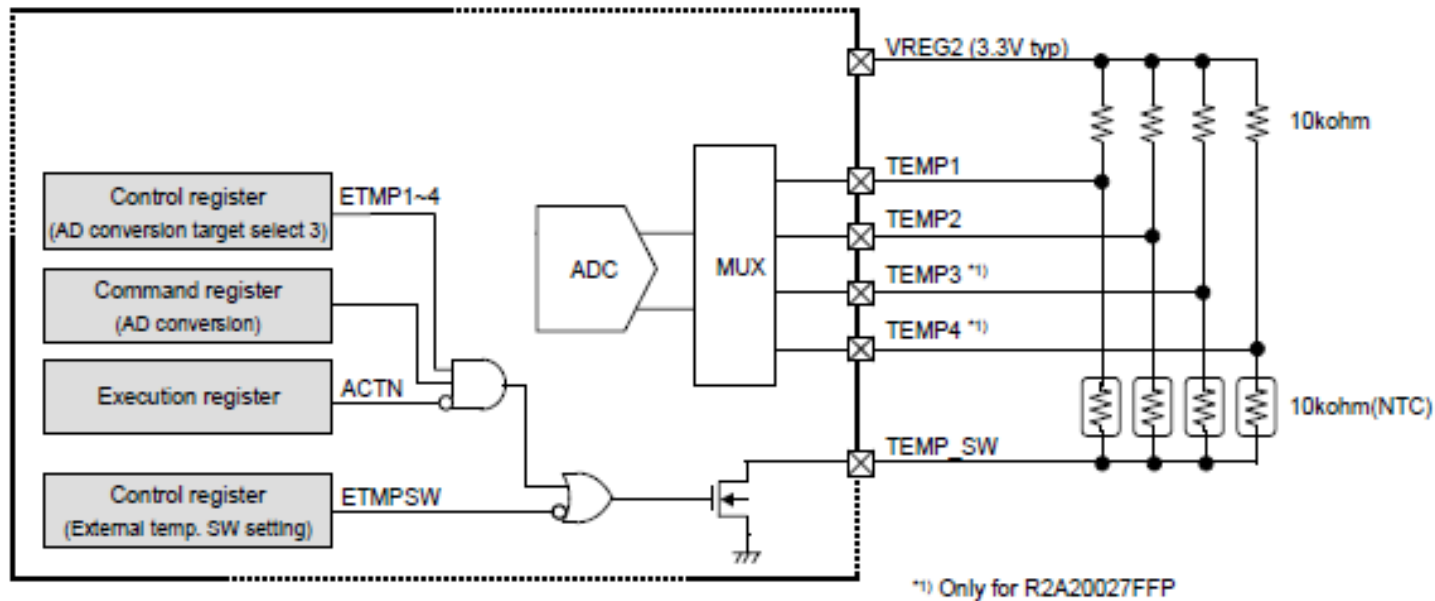 VREG2 (3.3V typ)
10kohm
TEMP1
Control register
(AD conversion target select 3)
ETMP1~4
TEMP2
ADC
MUX
TEMP3 *1)
Command register
(AD conversion)
TEMP4 *1)
Execution register
ACTN
10kohm(NTC)
TEMP_SW
Control register
(External temp. SW setting)
ETMPSW
*1) Only for R2A20027FFP